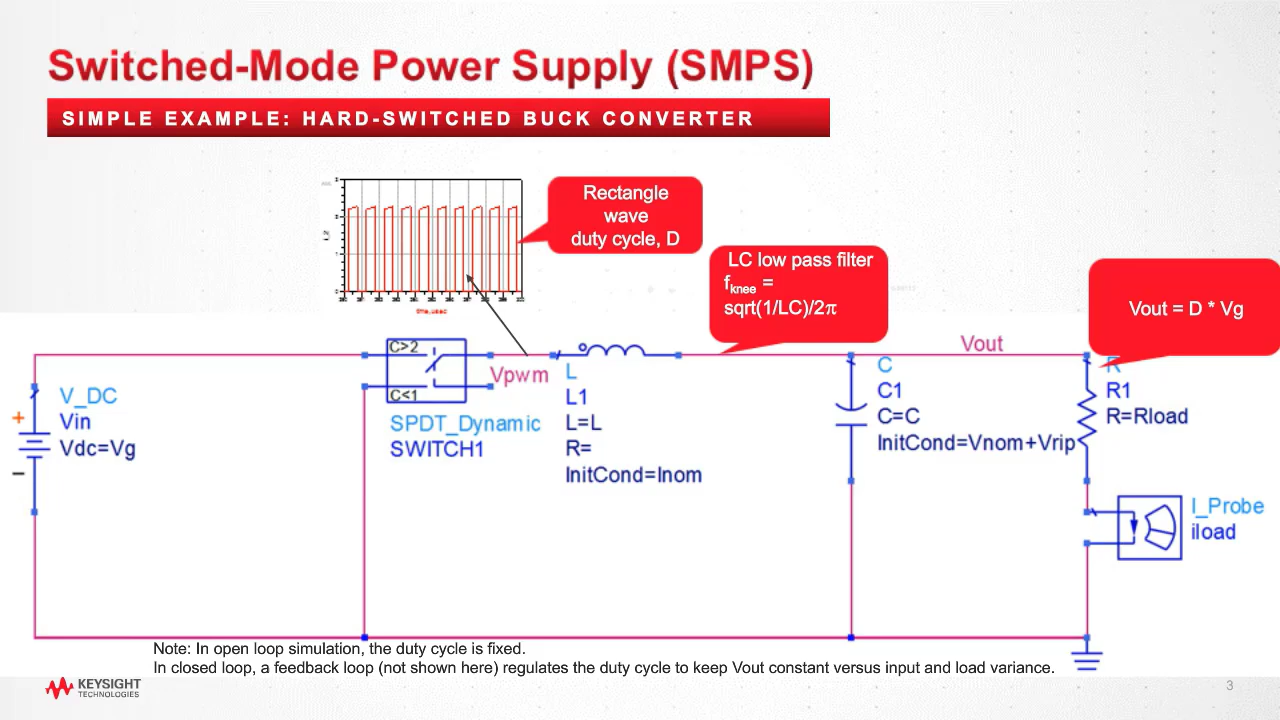 Switched-Mode Power Supply (SMPS)
SIMPLE EXAMPLE: HARD-SWITCHED BUCK CONVERTER
Rectangle
wave
duty cycle, D
LC low pass filter
fknee =
sqrt(1/LC)/2π
Vout = D * Vg
time, usec
C>2
C<1
Vpwm
Vout
V_DC
Vin
Vdc=Vg
+
−
SPDT_Dynamic
SWITCH1
L
L1
L=L
R=
InitCond=Inom
C
C1
C=C
InitCond=Vnom+Vrip
R
R1
R=Rload
I_Probe
iload
Note: In open loop simulation, the duty cycle is fixed.
In closed loop, a feedback loop (not shown here) regulates the duty cycle to keep Vout constant versus input and load variance.
KEYSIGHT
TECHNOLOGIES
3